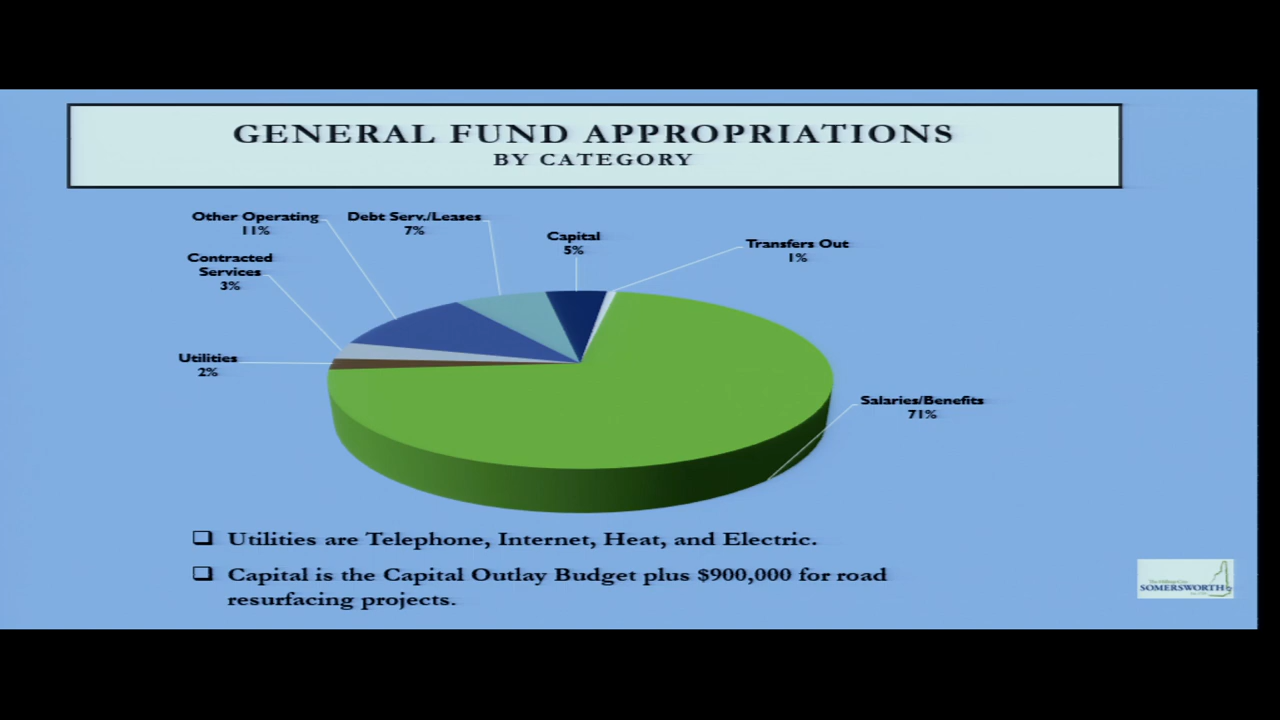 GENERAL FUND APPROPRIATIONS
BY CATEGORY
Other Operating
11%
Debt Serv./Leases
7%
Capital
5%
Transfers Out
1%
Contracted
Services
3%
Utilities
2%
Salaries/Benefits
71%
❑ Utilities are Telephone, Internet, Heat, and Electric.
❑ Capital is the Capital Outlay Budget plus $900,000 for road
resurfacing projects.
SOMERSWORTH